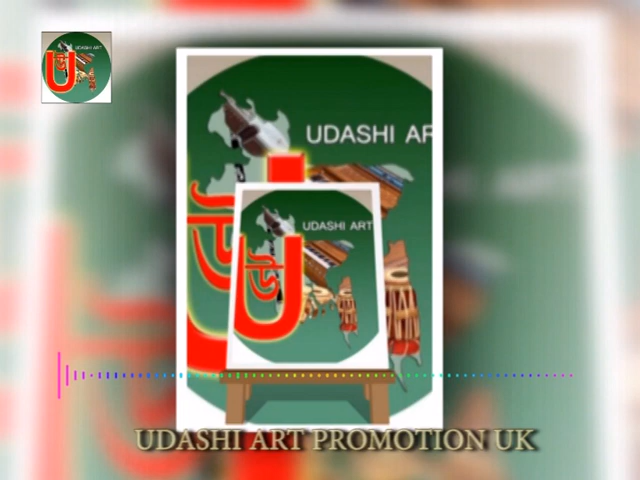 UDASHI ART
UDASHI AR
U
উ
UDASHI ART
U
উ
UDASHI ART PROMOTION UK